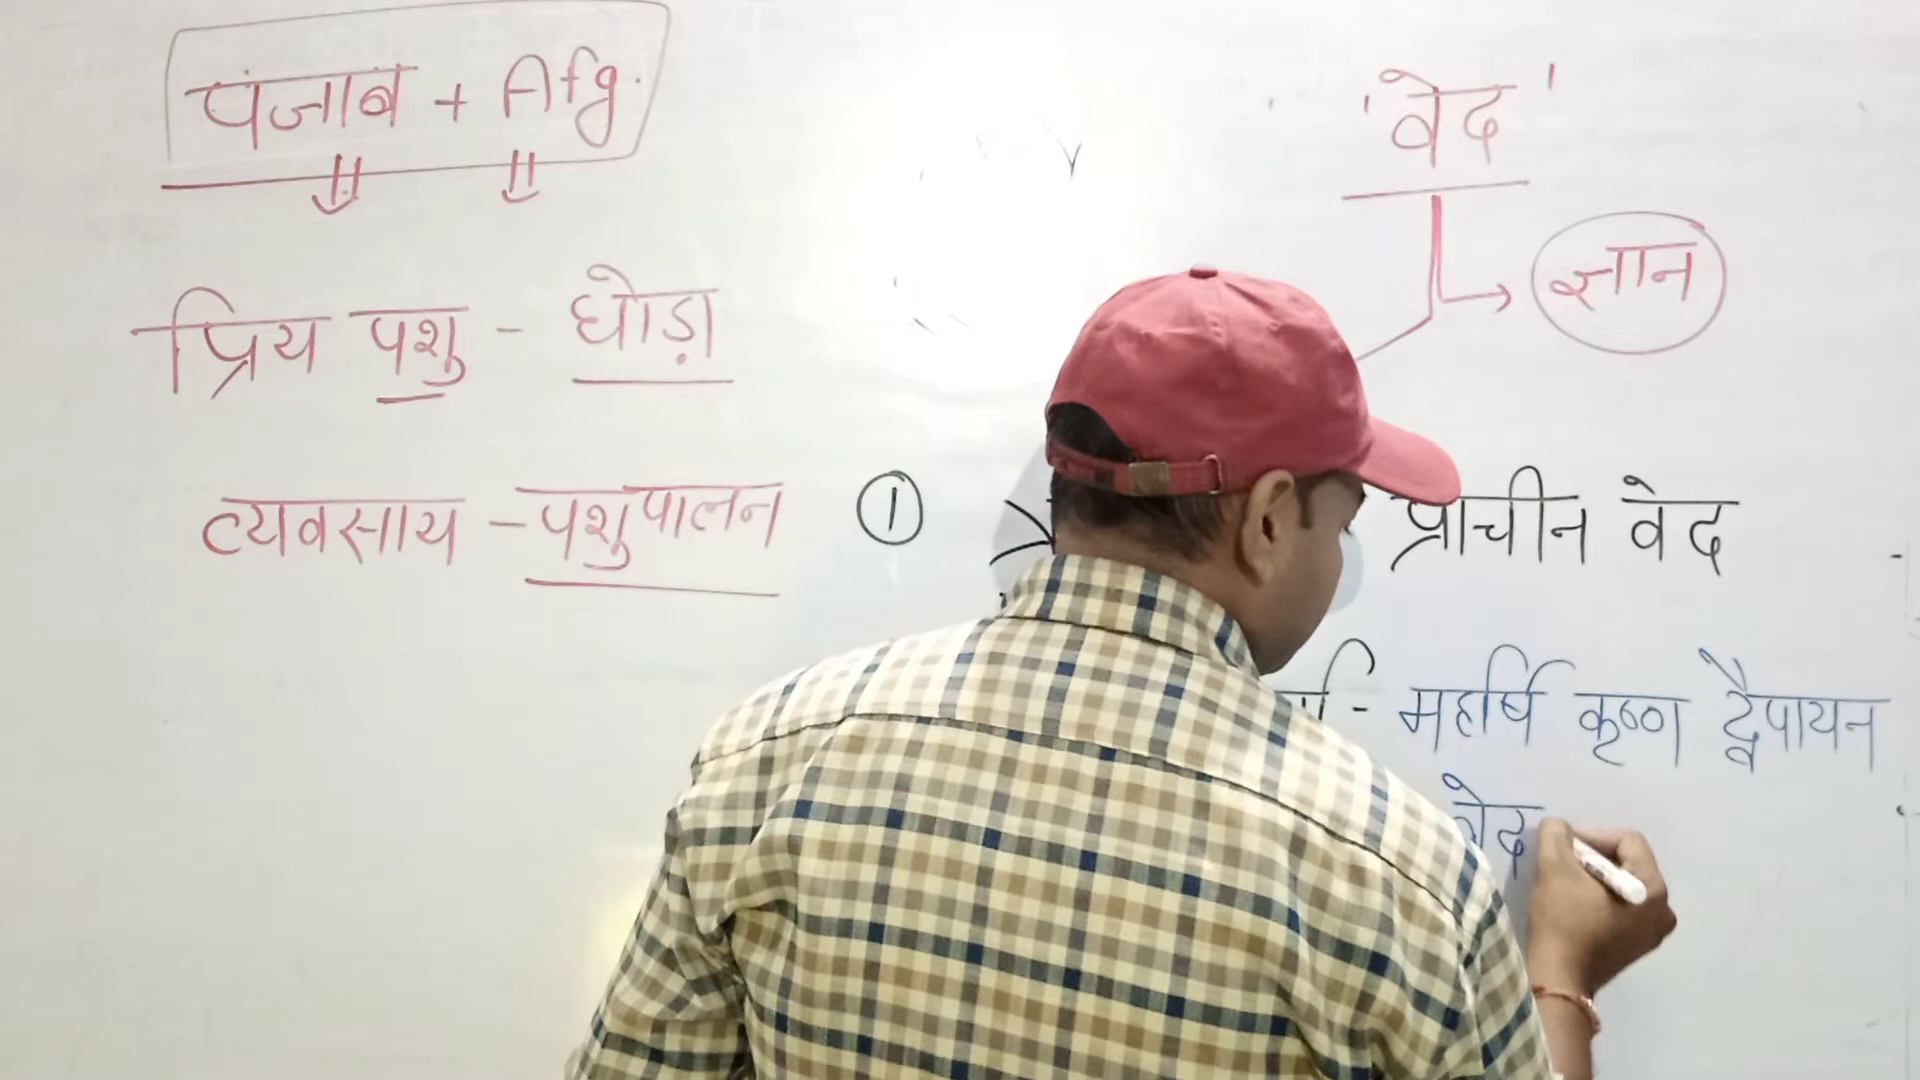 पंजाब + Afg.
प्रिय पशु - घोड़ा
व्यवसाय - पशुपालन
'वेद'
ज्ञान
①
प्राचीन वेद
- महर्षि कृष्ण द्वैपायन
वेद